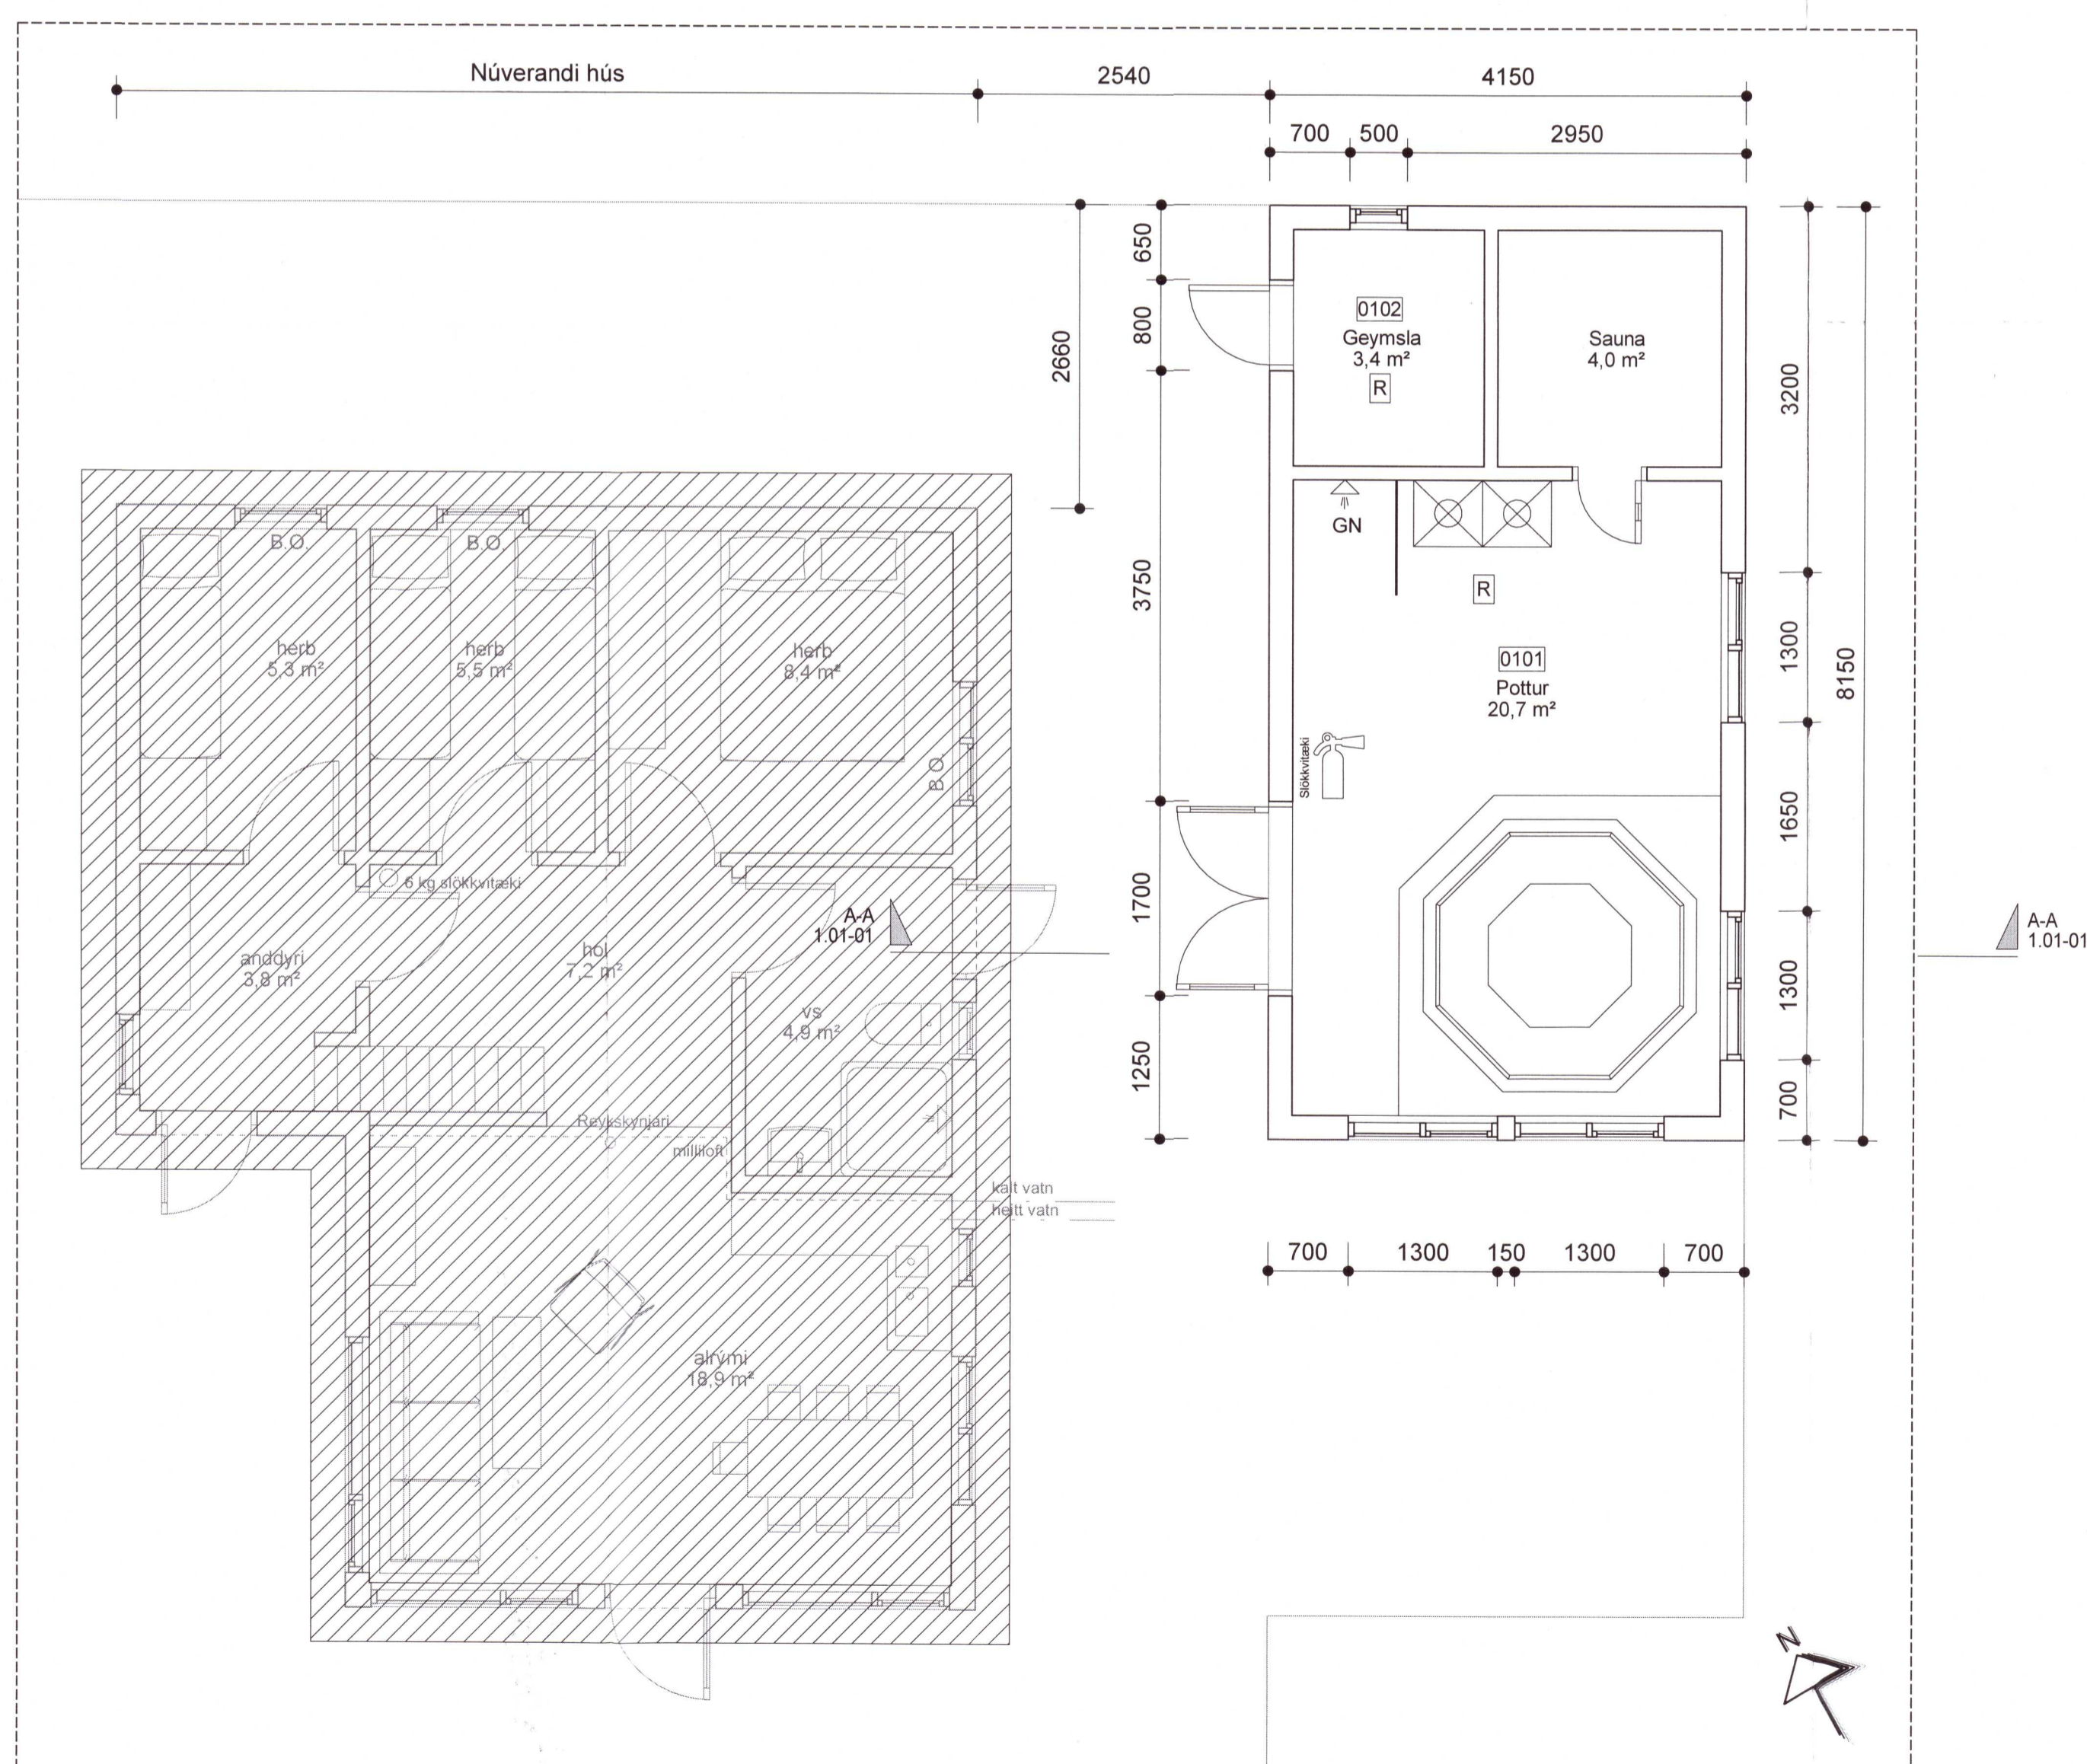 Núverandi hús
2540
4150
700
500
2950
650
800
2660
3750
1700
1250
3200
1300
1650
1300
700
8150
0102
Geymsla
3,4 m²
R
Sauna
4,0 m²
GN
R
0101
Pottur
20,7 m²
Slökkvitæki
B.O.
B.O.
herb
5,3 m²
herb
5,5 m²
herb
8,4 m²
B.O.
6 kg slökkvitæki
A-A
1.01-01
A-A
1.01-01
anddyri
3,8 m²
hol
7,2 m²
vs
4,9 m²
Reykskynjari
milliloft
kalt vatn
heitt vatn
700
1300
150
1300
700
alrými
18,9 m²
N